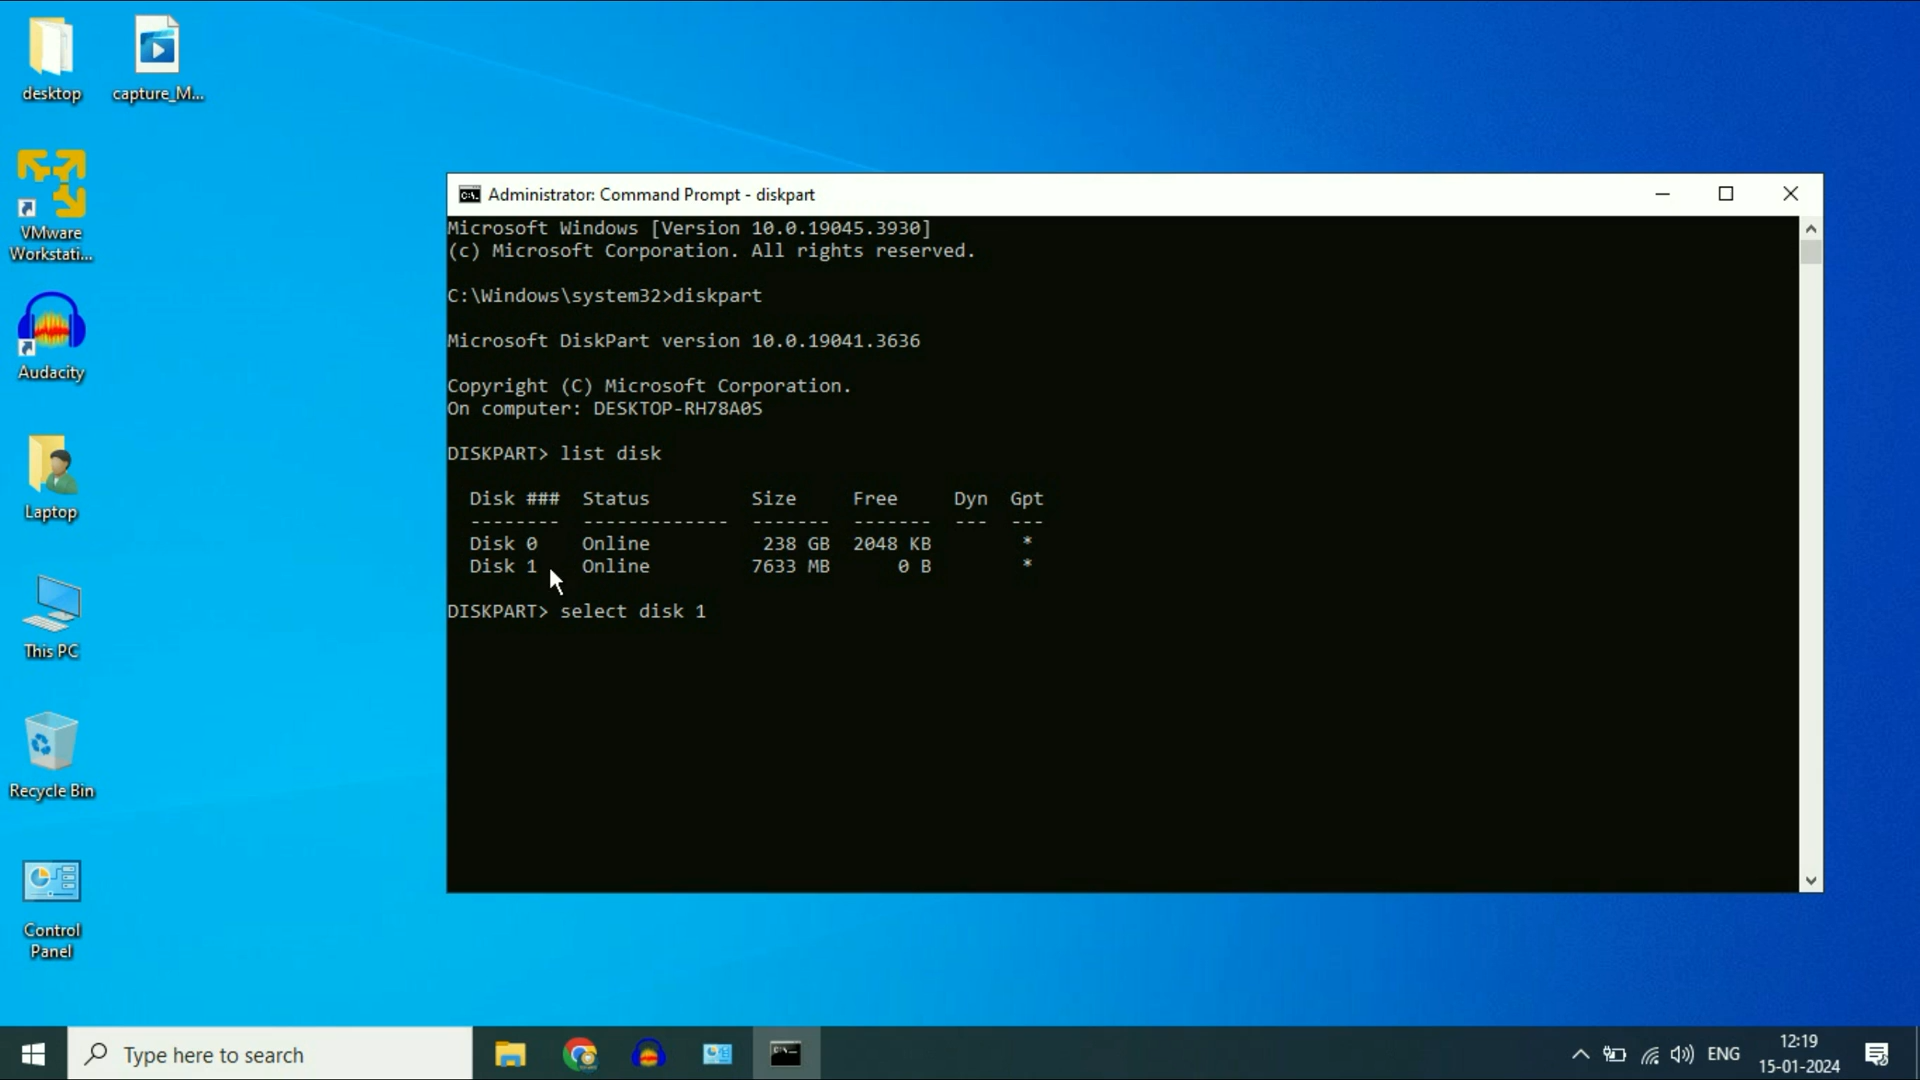 desktop
capture_M...
VMware
Workstati...
Audacity
Laptop
This PC
Recycle Bin
Control
Panel
Administrator: Command Prompt - diskpart
Microsoft Windows [Version 10.0.19045.3930]
(c) Microsoft Corporation. All rights reserved.
C:\Windows\system32>diskpart
Microsoft DiskPart version 10.0.19041.3636
Copyright (C) Microsoft Corporation.
On computer: DESKTOP-RH78A0S
DISKPART> list disk
Disk ###  Status         Size     Free     Dyn  Gpt
--------  -------------  -------  -------  ---  ---
Disk 0    Online          238 GB  2048 KB        *
Disk 1    Online         7633 MB      0 B        *
DISKPART> select disk 1
Type here to search
ENG
12:19
15-01-2024